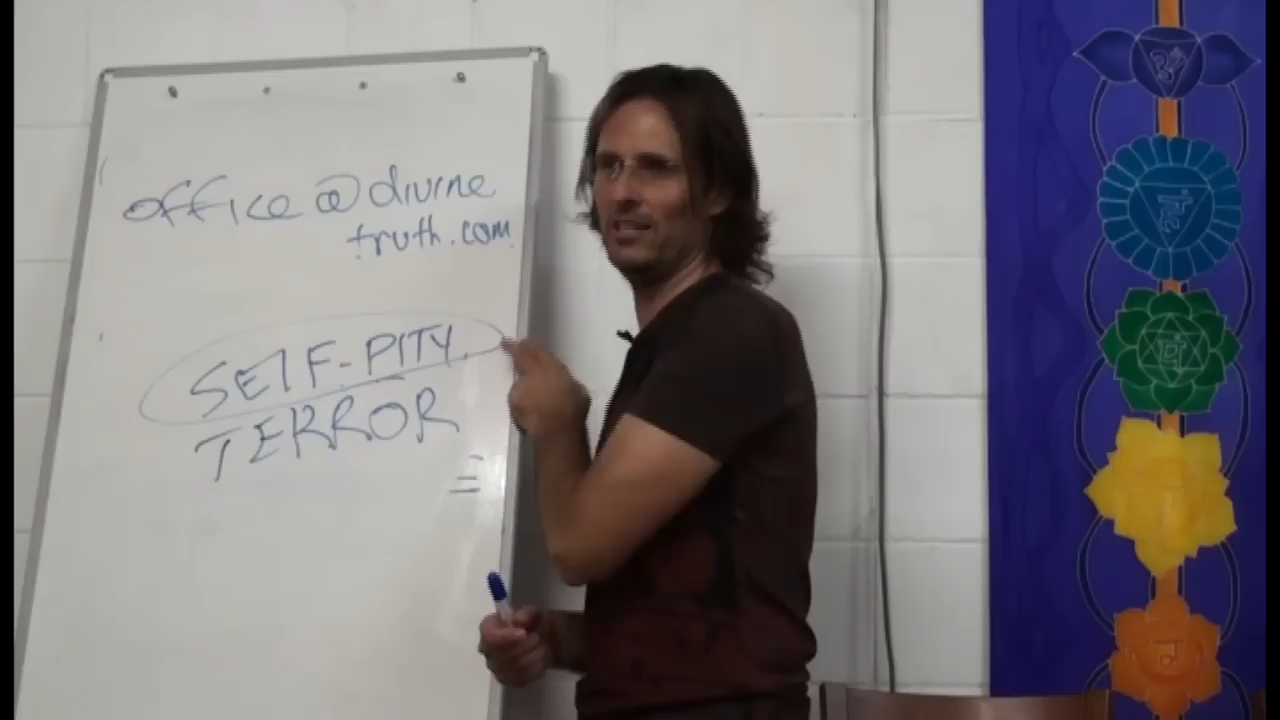 office@divine
truth.com
SELF-PITY
TERROR
=
ॐ
हं
यं